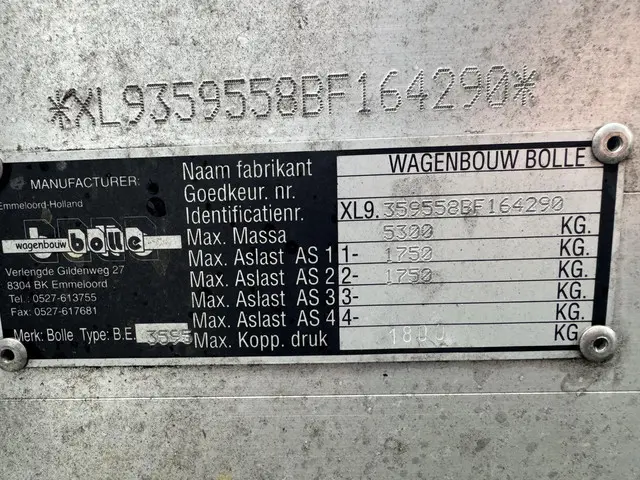 *XL9359558BF164290*
MANUFACTURER:
Emmeloord-Holland
wagenbouw bolle
Verlengde Gildenweg 27
8304 BK Emmeloord
Tel.: 0527-613755
Fax: 0527-617681
Merk: Bolle Type: B.E. 3595
Naam fabrikant WAGENBOUW BOLLE
Goedkeur. nr.
Identificatienr. XL9.359558BF164290
Max. Massa 5300 KG.
Max. Aslast AS 1 1- 1750 KG.
Max. Aslast AS 2 2- 1750 KG.
Max. Aslast AS 3 3- KG.
Max. Aslast AS 4 4- KG.
Max. Kopp. druk 1800 KG